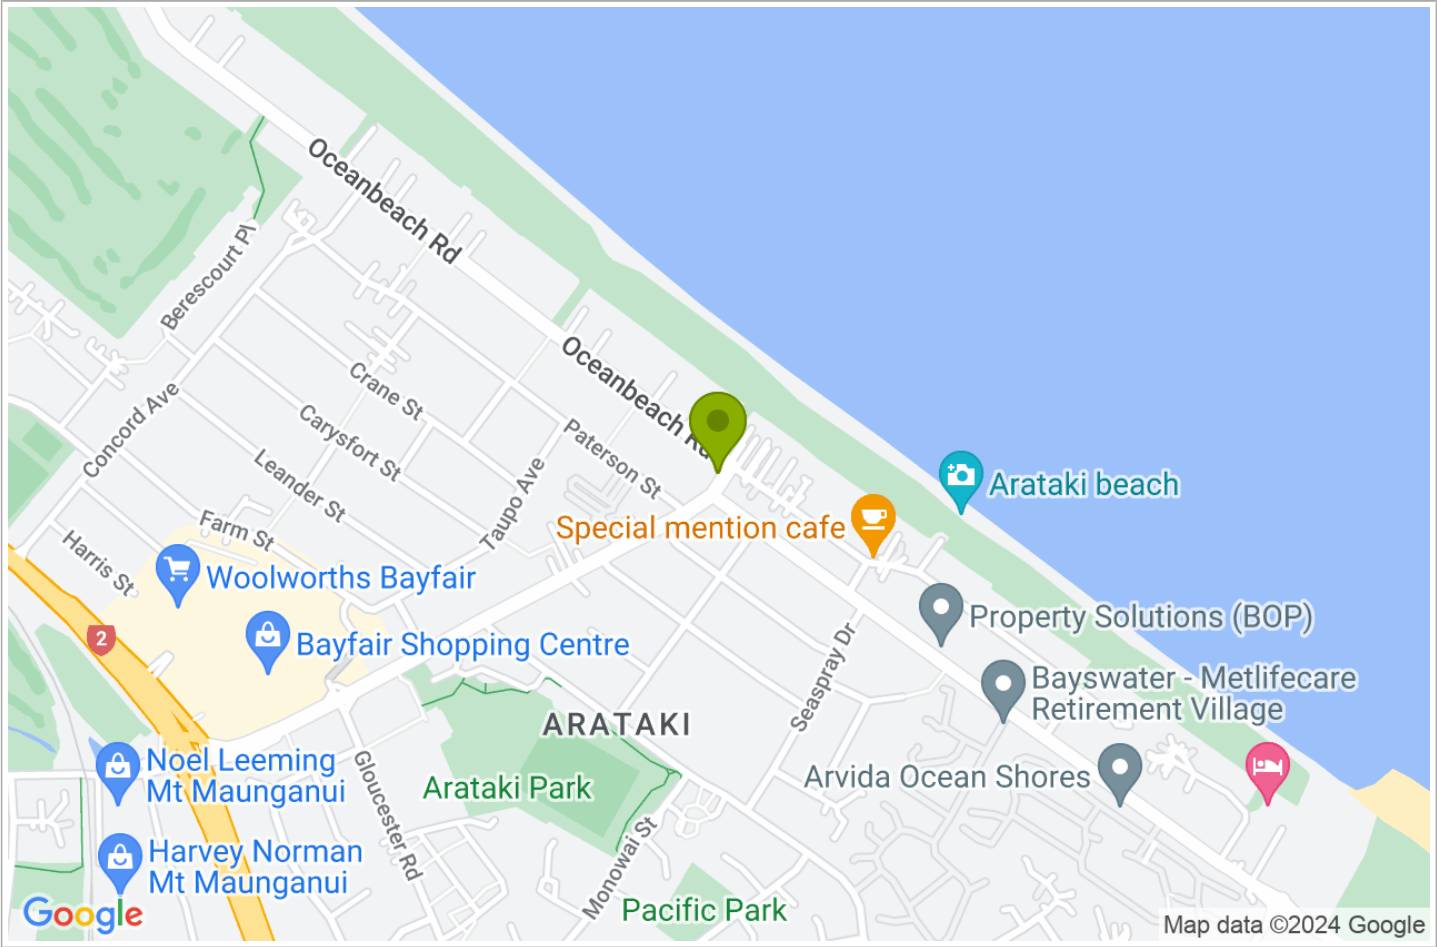 Oceanbeach Rd
Berescourt Pl
Oceanbeach Rd
Crane St
Concord Ave
Carysfort St
Paterson St
Leander St
Taupo Ave
Arataki beach
Farm St
Special mention cafe
Harris St
Woolworths Bayfair
2
Bayfair Shopping Centre
Property Solutions (BOP)
Seaspray Dr
Bayswater - Metlifecare
Retirement Village
ARATAKI
Noel Leeming
Mt Maunganui
Arataki Park
Arvida Ocean Shores
Gloucester Rd
Harvey Norman
Mt Maunganui
Monowai St
Pacific Park
Google
Map data ©2024 Google